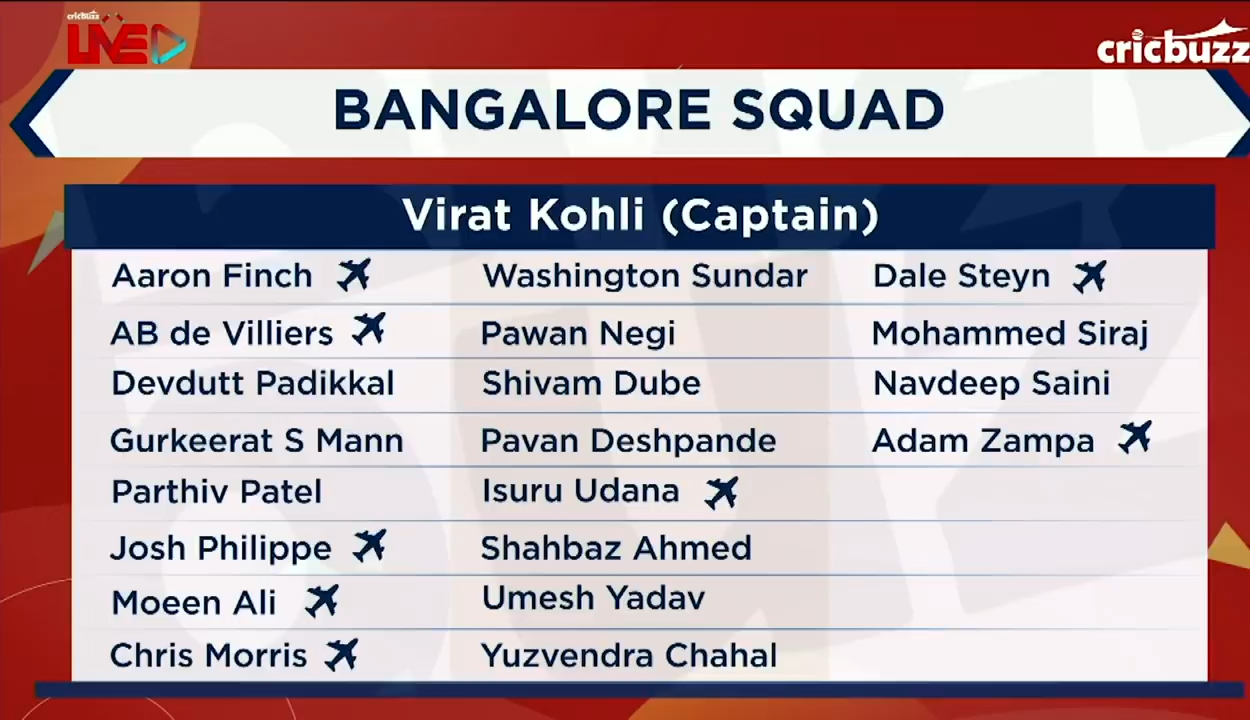 cricbuzz
LIVE
cricbuzz
BANGALORE SQUAD
Virat Kohli (Captain)
Aaron Finch
AB de Villiers
Devdutt Padikkal
Gurkeerat S Mann
Parthiv Patel
Josh Philippe
Moeen Ali
Chris Morris
Washington Sundar
Pawan Negi
Shivam Dube
Pavan Deshpande
Isuru Udana
Shahbaz Ahmed
Umesh Yadav
Yuzvendra Chahal
Dale Steyn
Mohammed Siraj
Navdeep Saini
Adam Zampa